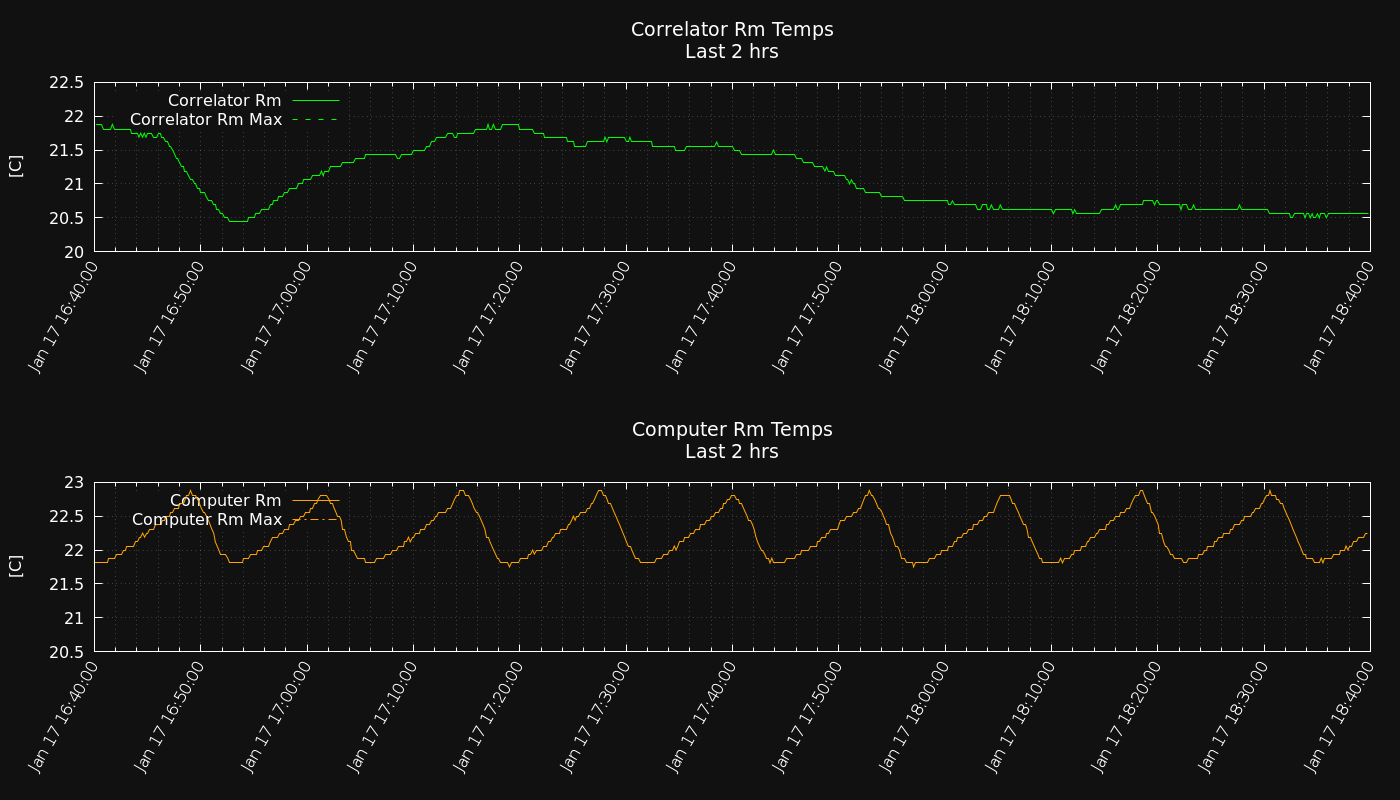 Correlator Rm Temps
Last 2 hrs
[C]
22.5
22
21.5
21
20.5
20
Correlator Rm
Correlator Rm Max
Jan 17 16:40:00
Jan 17 16:50:00
Jan 17 17:00:00
Jan 17 17:10:00
Jan 17 17:20:00
Jan 17 17:30:00
Jan 17 17:40:00
Jan 17 17:50:00
Jan 17 18:00:00
Jan 17 18:10:00
Jan 17 18:20:00
Jan 17 18:30:00
Jan 17 18:40:00
Computer Rm Temps
Last 2 hrs
[C]
23
22.5
22
21.5
21
20.5
Computer Rm
Computer Rm Max
Jan 17 16:40:00
Jan 17 16:50:00
Jan 17 17:00:00
Jan 17 17:10:00
Jan 17 17:20:00
Jan 17 17:30:00
Jan 17 17:40:00
Jan 17 17:50:00
Jan 17 18:00:00
Jan 17 18:10:00
Jan 17 18:20:00
Jan 17 18:30:00
Jan 17 18:40:00